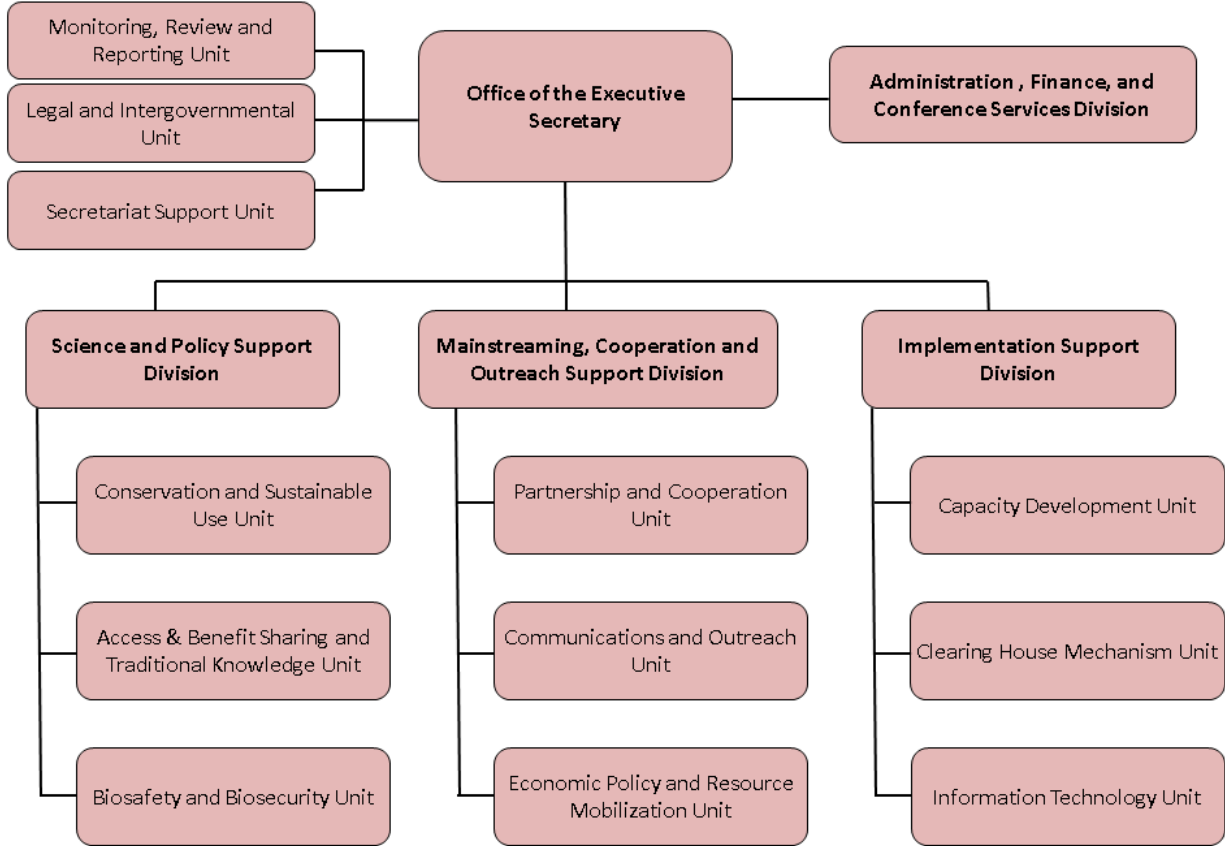 Monitoring, Review and
Reporting Unit
Legal and Intergovernmental
Unit
Secretariat Support Unit
Office of the Executive
Secretary
Administration , Finance, and
Conference Services Division
Science and Policy Support
Division
Conservation and Sustainable
Use Unit
Access & Benefit Sharing and
Traditional Knowledge Unit
Biosafety and Biosecurity Unit
Mainstreaming, Cooperation and
Outreach Support Division
Partnership and Cooperation
Unit
Communications and Outreach
Unit
Economic Policy and Resource
Mobilization Unit
Implementation Support
Division
Capacity Development Unit
Clearing House Mechanism Unit
Information Technology Unit